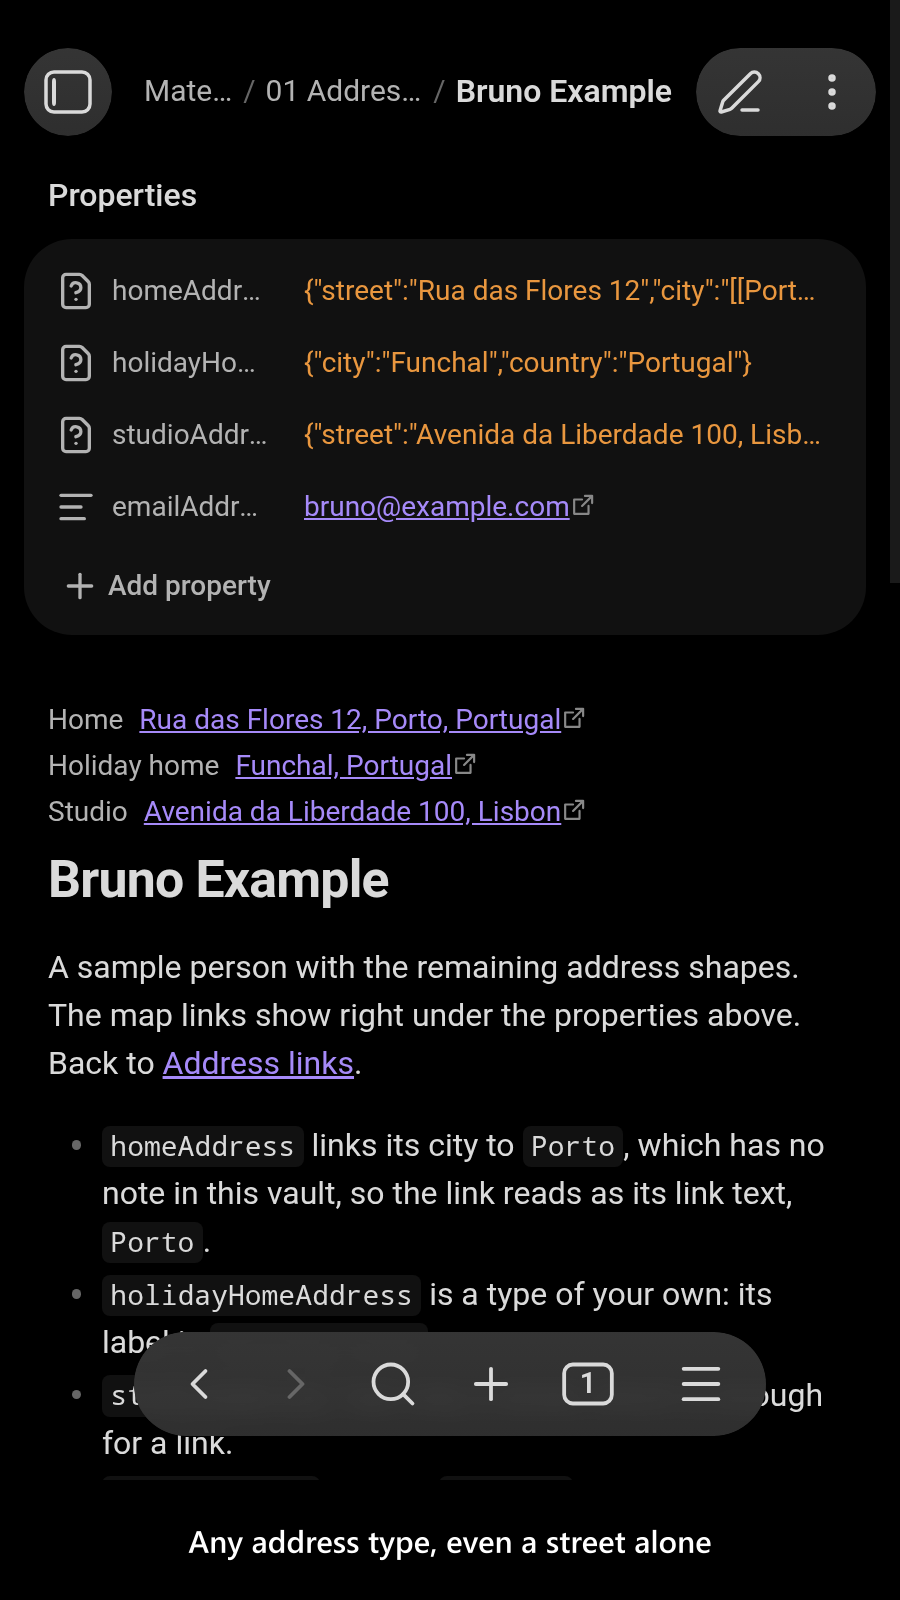 Mate… / 01 Addres… / Bruno Example
Properties
homeAddr… {"street":"Rua das Flores 12","city":"[[Port…
holidayHo… {"city":"Funchal","country":"Portugal"}
studioAddr… {"street":"Avenida da Liberdade 100, Lisb…
emailAddr… bruno@example.com
Add property
Home Rua das Flores 12, Porto, Portugal
Holiday home Funchal, Portugal
Studio Avenida da Liberdade 100, Lisbon
Bruno Example
A sample person with the remaining address shapes.
The map links show right under the properties above.
Back to Address links.
homeAddress links its city to Porto, which has no
note in this vault, so the link reads as its link text,
Porto.
holidayHomeAddress is a type of your own: its
1
for a link.
Any address type, even a street alone